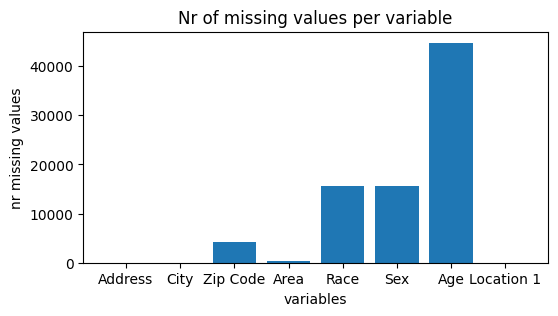 Nr of missing values per variable
nr missing values
40000
30000
20000
10000
0
Address City Zip Code Area Race Sex Age Location 1
variables